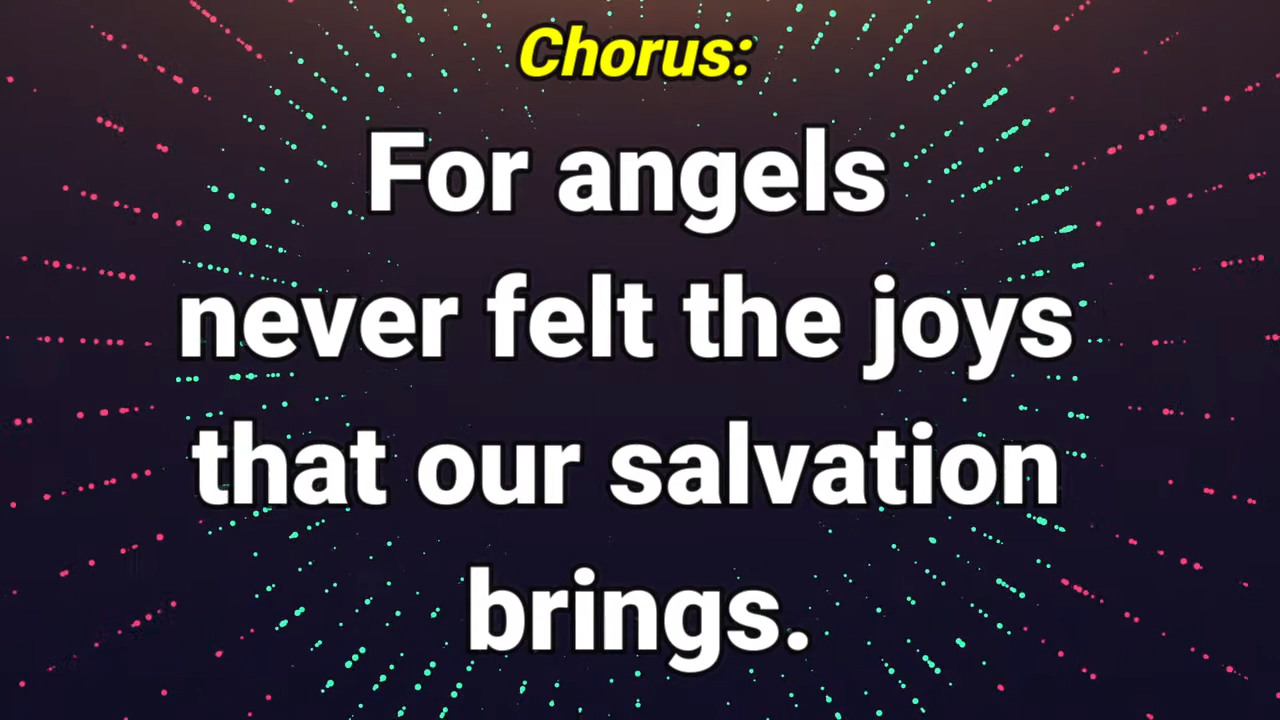 Chorus:
For angels
never felt the joys
that our salvation
brings.